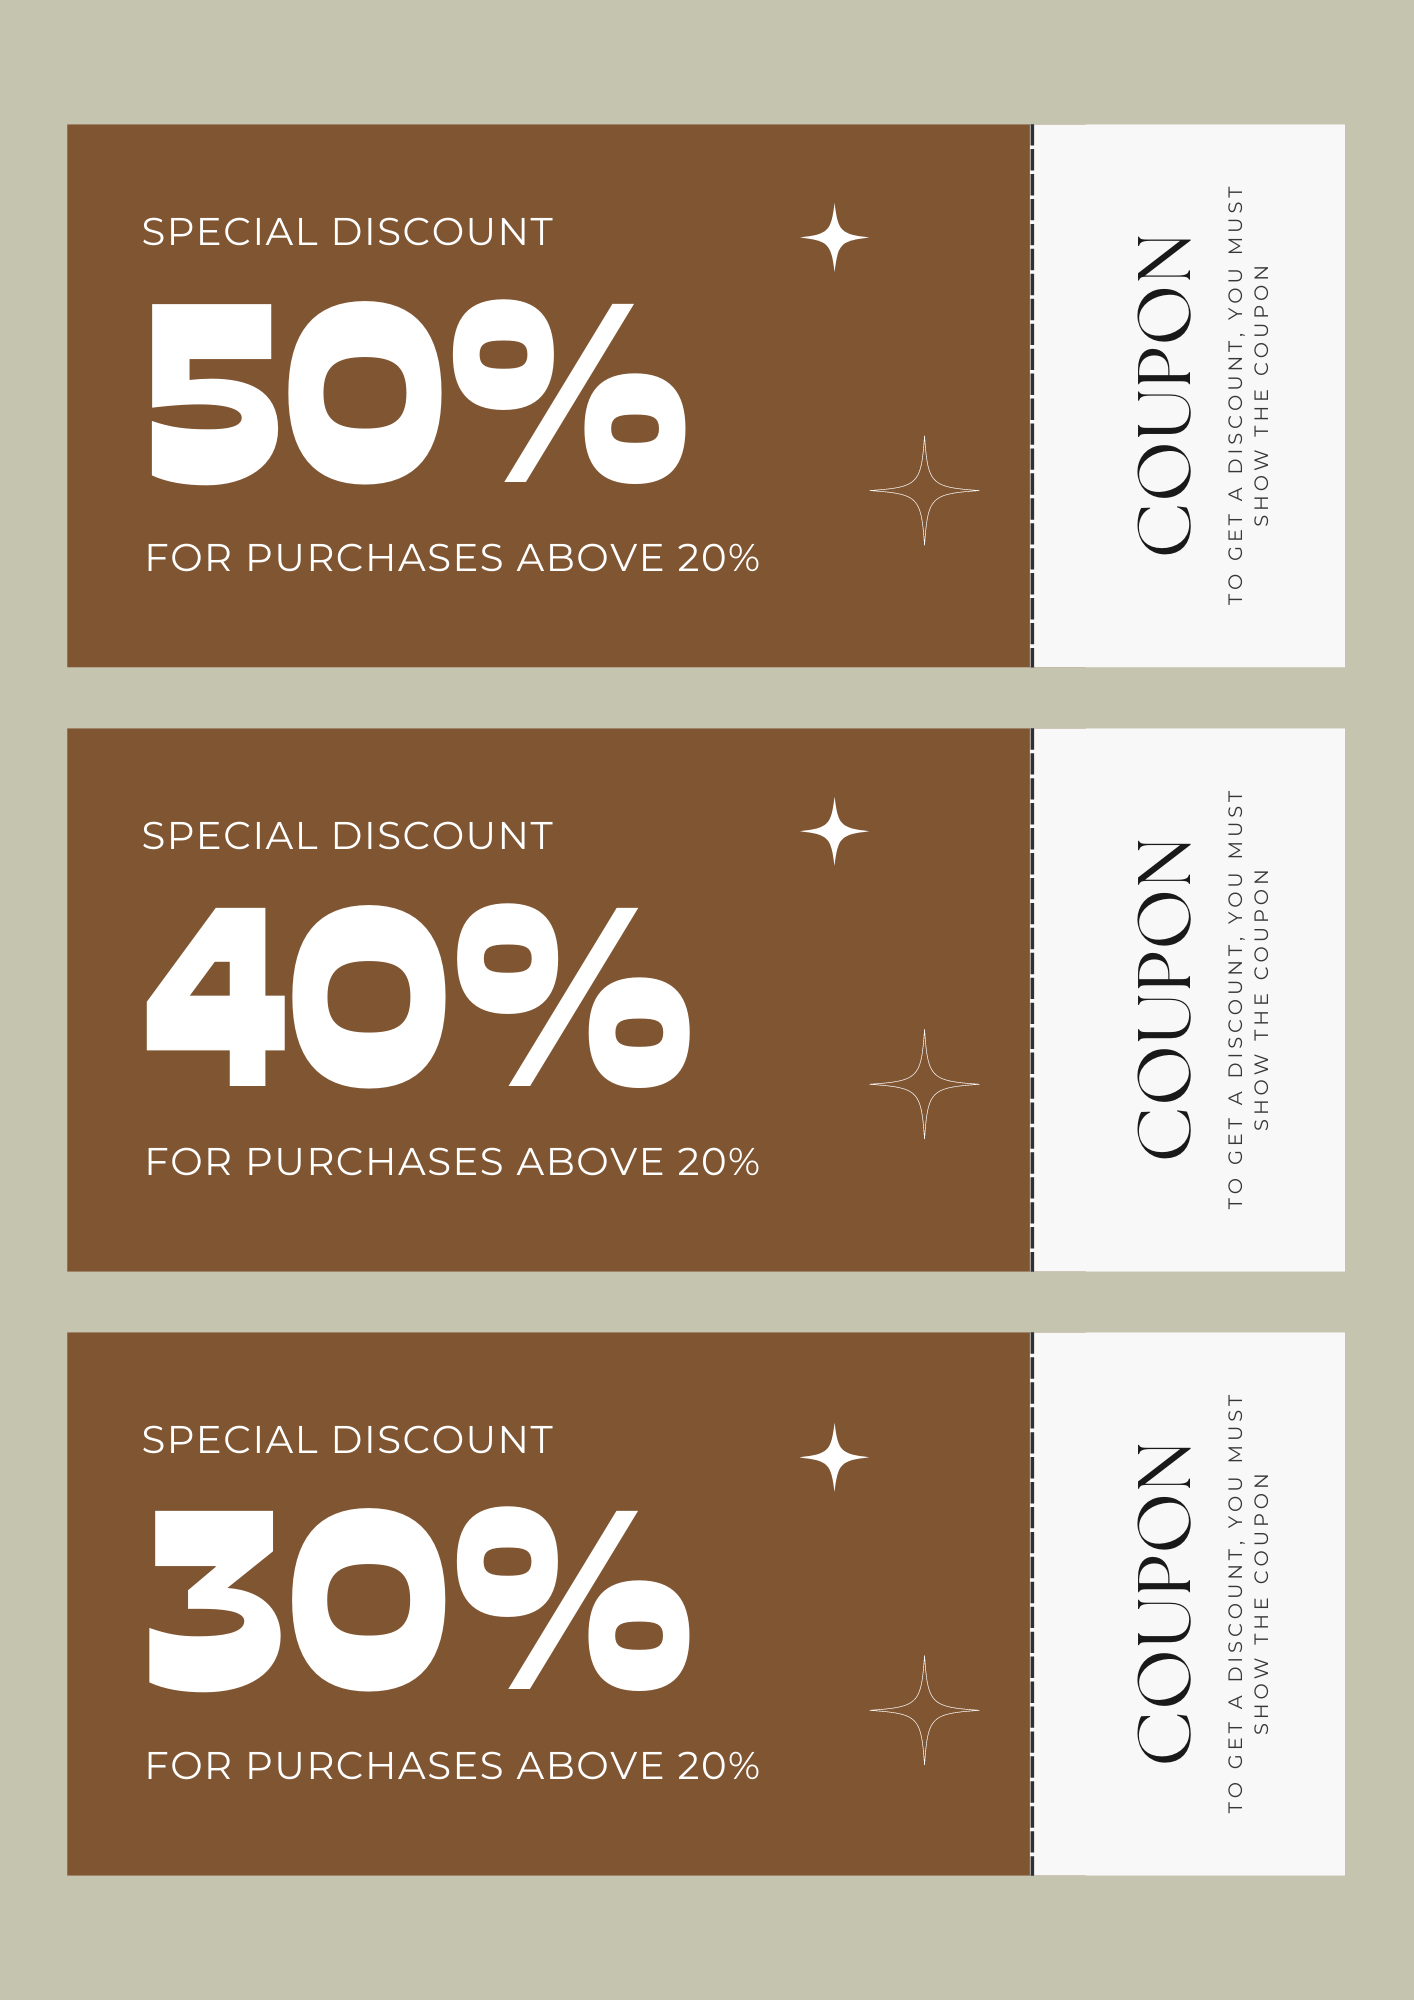 SPECIAL DISCOUNT
50%
FOR PURCHASES ABOVE 20%
COUPON
TO GET A DISCOUNT, YOU MUST
SHOW THE COUPON
SPECIAL DISCOUNT
40%
FOR PURCHASES ABOVE 20%
COUPON
TO GET A DISCOUNT, YOU MUST
SHOW THE COUPON
SPECIAL DISCOUNT
30%
FOR PURCHASES ABOVE 20%
COUPON
TO GET A DISCOUNT, YOU MUST
SHOW THE COUPON